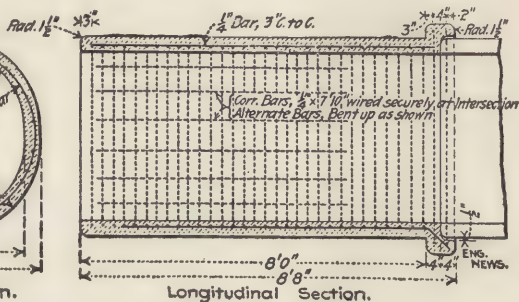 Rad. 1½"
3"
¼" Bar, 3" C. to C.
3"
4"
2"
Rad. 1½"
Corr. Bars, ¼" × 7'10" wired securely at Intersection
Alternate Bars, Bent up as shown
8'0"
4"
4"
ENG.
NEWS.
8'8"
n.
Longitudinal Section.